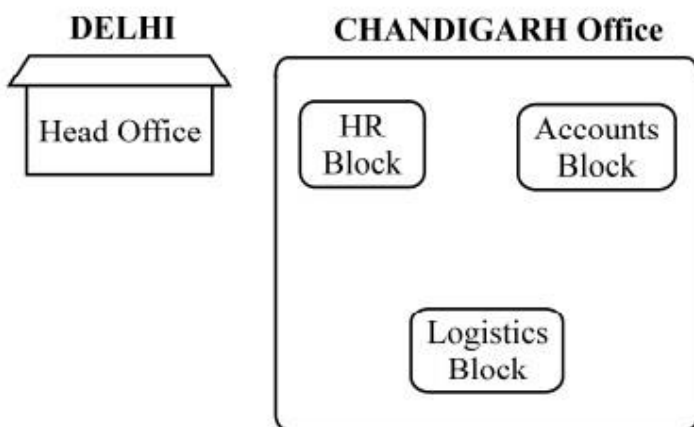 DELHI
CHANDIGARH Office
Head Office
HR
Block
Accounts
Block
Logistics
Block